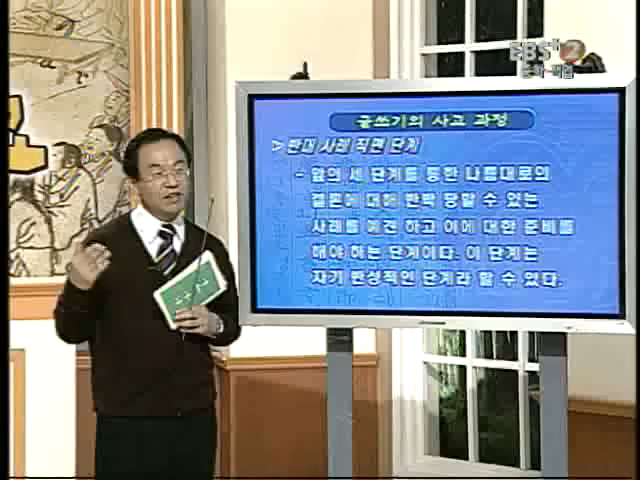 EBS+2
글쓰기의 사고 과정
▷ 반대 사례 직면 단계
- 앞의 세 단계를 통한 나름대로의
결론에 대해 반박 당할 수 있는
사례를 예견 하고 이에 대한 준비를
해야 하는 단계이다. 이 단계는
자기 반성적인 단계라 할 수 있다.